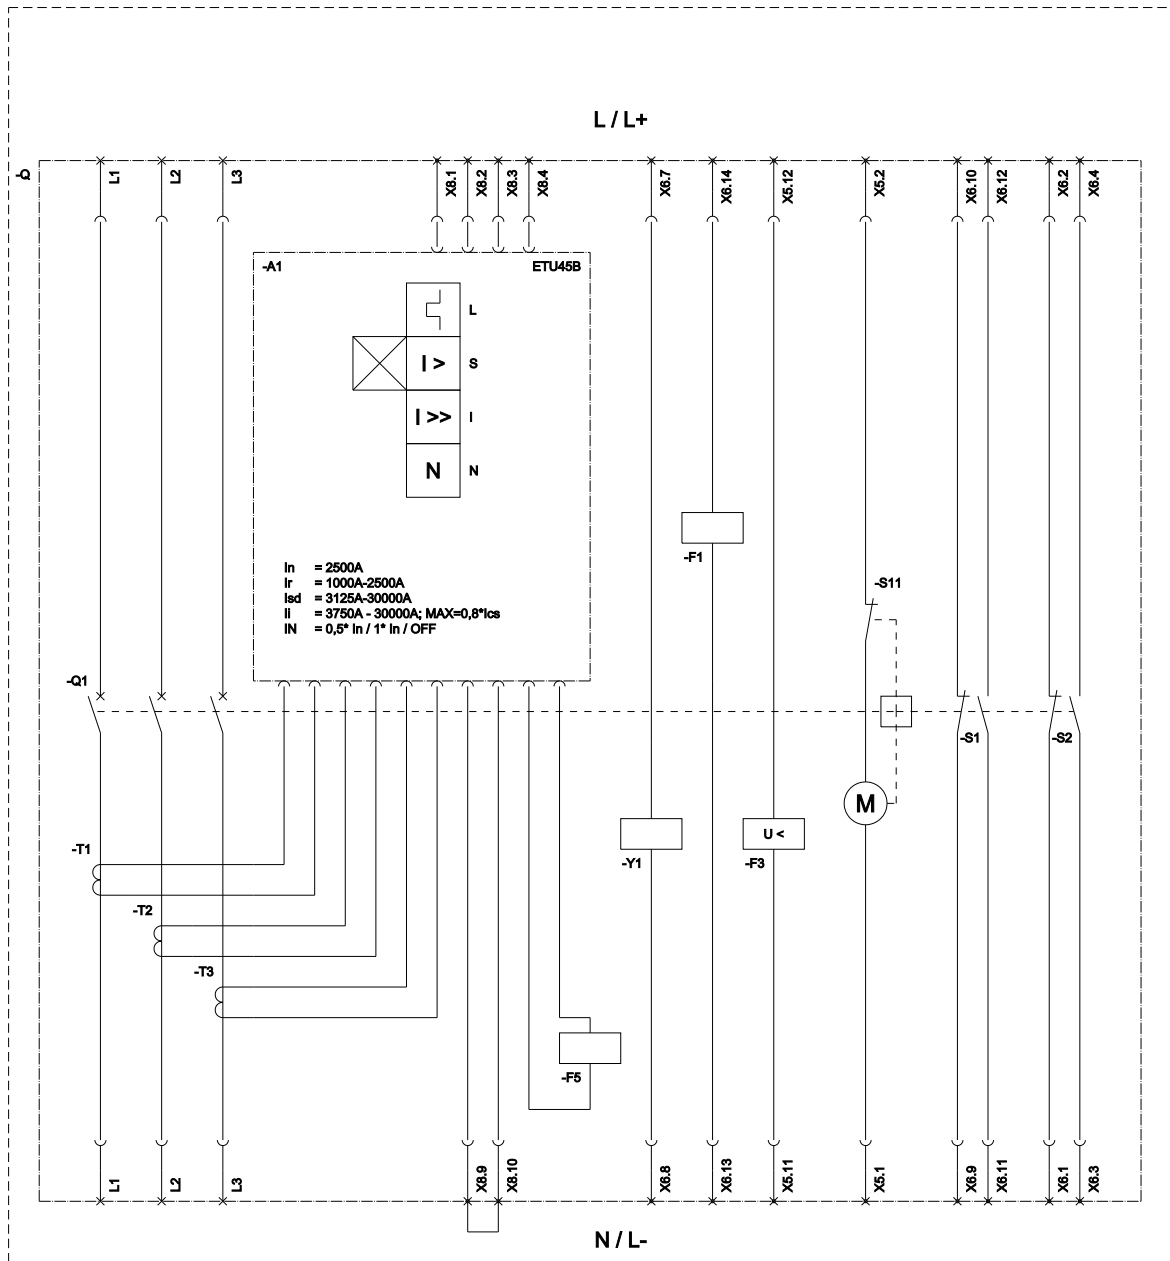 L / L+
-Q
L1
L2
L3
X8.1
X8.2
X8.3
X8.4
X6.7
X6.14
X5.12
X5.2
X6.10
X6.12
X6.2
X6.4
-A1
ETU45B
L
I > S
I >> I
N N
-F1
In = 2500A
Ir = 1000A-2500A
Isd = 3125A-30000A
Ii = 3750A - 30000A; MAX=0,8*Ics
IN = 0,5* In / 1* In / OFF
-S11
-Q1
-S1
-S2
M
U <
-T1
-Y1
-F3
-T2
-T3
-F5
L1
L2
L3
X8.9
X8.10
X6.8
X6.13
X5.11
X5.1
X6.9
X6.11
X6.1
X6.3
N / L-